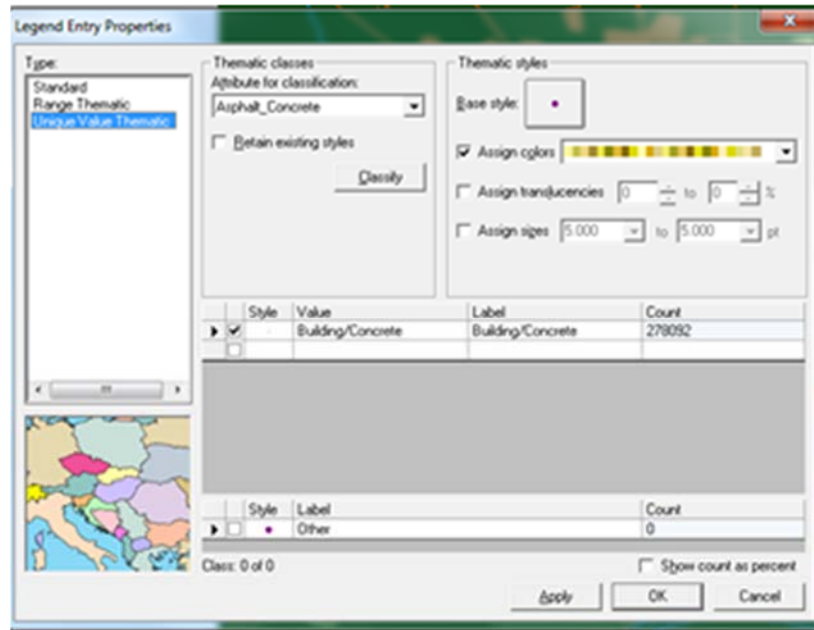 Legend Entry Properties
Type:
Standard
Range Thematic
Unique Value Thematic
Thematic classes
Attribute for classification:
Asphalt_Concrete
Retain existing styles
Classify
Thematic styles
Base style:
Assign colors
Assign translucencies 0 to 0 %
Assign sizes 5.000 to 5.000 pt
Style Value Label Count
Building/Concrete Building/Concrete 278092
Style Label Count
Other 0
Class: 0 of 0
Show count as percent
Apply OK Cancel